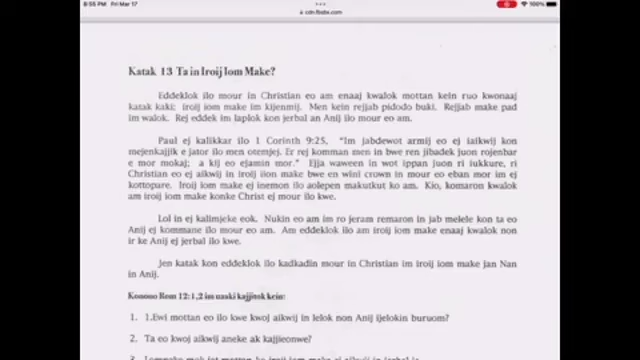 8:55 PM Fri Mar 17
100%
cdn.fbsbx.com
Katak 13 Ta in Iroij Iom Make?
Eddeklok ilo mour in Christian eo am enaaj kwalok mottan kein ruo kwonaaj
katak kaki; iroij iom make im kijenmij. Men kein rejjab pidodo buki. Rejjab make pad
im walok. Rej eddek im laplok kon jerbal an Anij ilo mour eo am.
Paul ej kalikkar ilo 1 Corinth 9:25, "Im jabdewot armij eo ej iaikwij kon
mejenkajjik e jator ilo men otemjej. Er rej komman men in bwe ren jibadek juon rojenbar
e mor mokaj; a kij eo ejamin mor." Ejja waween in wot ippan juon ri iukkure, ri
Christian eo ej aikwij in iroij iion make bwe en wini crown in mour eo eban mor im ej
kottopare. Iroij iom make ej inemon ilo aolepen makutkut ko am. Kio, komaron kwalok
am iroij iom make konke Christ ej mour ilo kwe.
Lol in ej kalimjeke eok. Nukin eo am im ro jeram remaron in jab melele kon ta eo
Anij ej kommane ilo mour eo am. Am eddeklok ilo am iroij iom make enaaj kwalok non
ir ke Anij ej jerbal ilo kwe.
Jen katak kon eddeklok ilo kadkadin mour in Christian im iroij iom make jan Nan
in Anij.
Konono Rom 12:1,2 im uaaki kajjitok kein:
1. 1.Ewi mottan eo ilo kwe kwoj aikwij in lelok non Anij ijelokin buruom?
2. Ta eo kwoj aikwij aneke ak kajjieonwe?